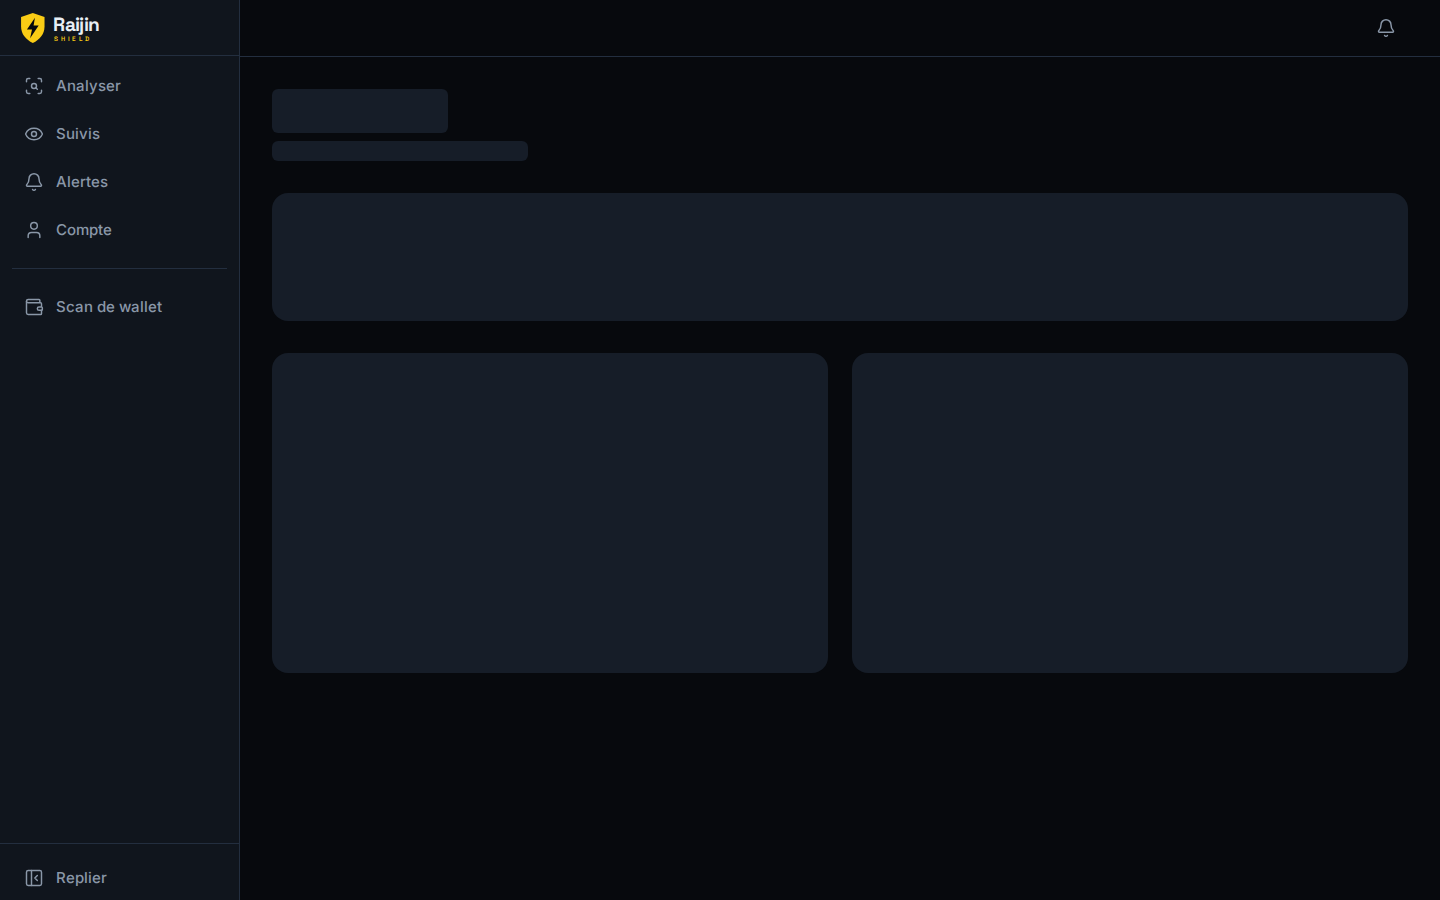 Raijin
SHIELD
Analyser
Suivis
Alertes
Compte
Scan de wallet
Replier